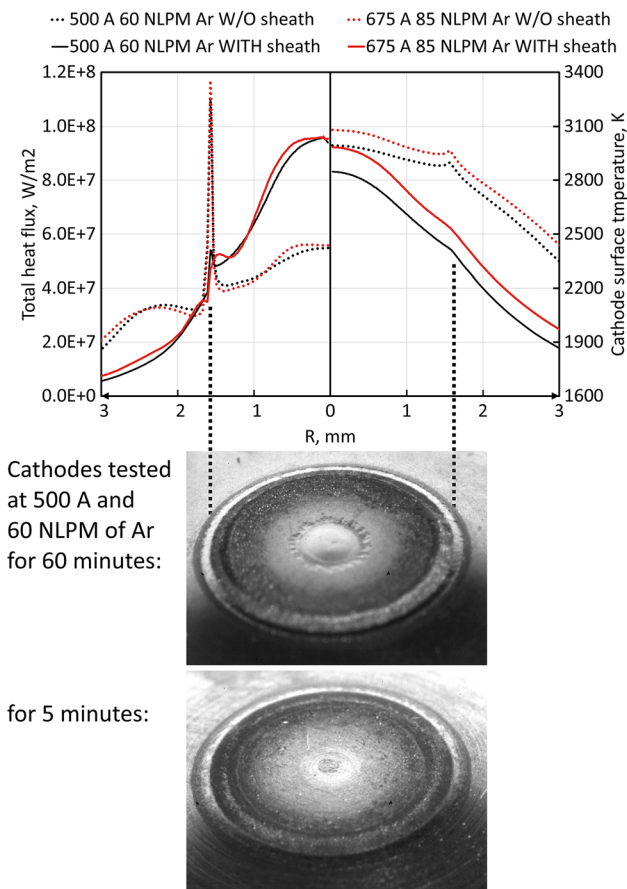 500 A 60 NLPM Ar W/O sheath
675 A 85 NLPM Ar W/O sheath
500 A 60 NLPM Ar WITH sheath
675 A 85 NLPM Ar WITH sheath
1.2E+8
1.0E+8
8.0E+7
6.0E+7
4.0E+7
2.0E+7
0.0E+0
Total heat flux, W/m2
3400
3100
2800
2500
2200
1900
1600
Cathode surface tmperature, K
3 2 1 0 1 2 3
R, mm
Cathodes tested
at 500 A and
60 NLPM of Ar
for 60 minutes:
for 5 minutes: